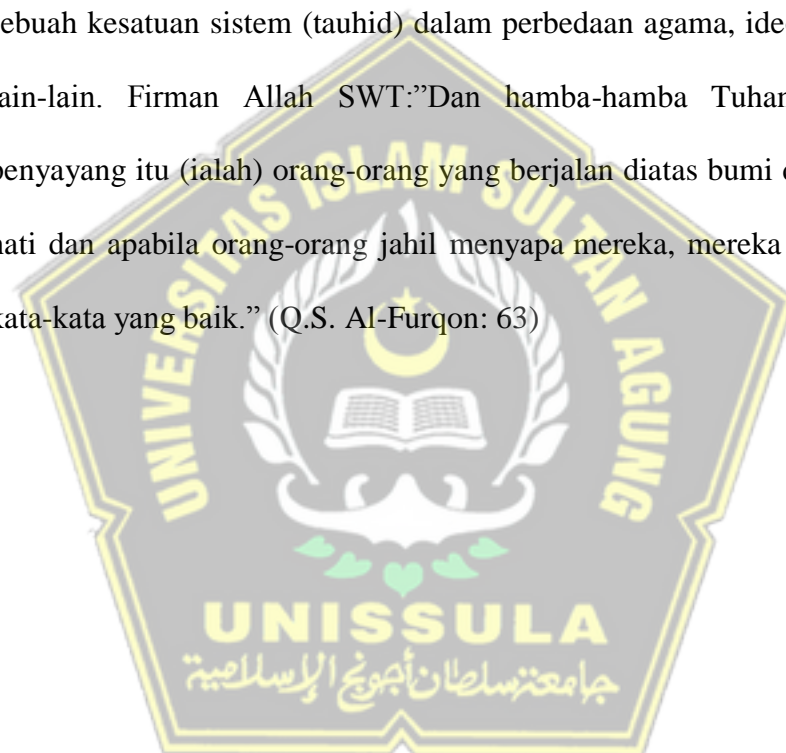 ebuah kesatuan sistem (tauhid) dalam perbedaan agama, ide
ain-lain. Firman Allah SWT:”Dan hamba-hamba Tuhan
penyayang itu (ialah) orang-orang yang berjalan diatas bumi
ati dan apabila orang-orang jahil menyapa mereka, mereka
kata-kata yang baik.” (Q.S. Al-Furqon: 63)
UNIVERSITAS ISLAM SULTAN AGUNG
UNISSULA
جامعة سلطان أجونج الإسلامية